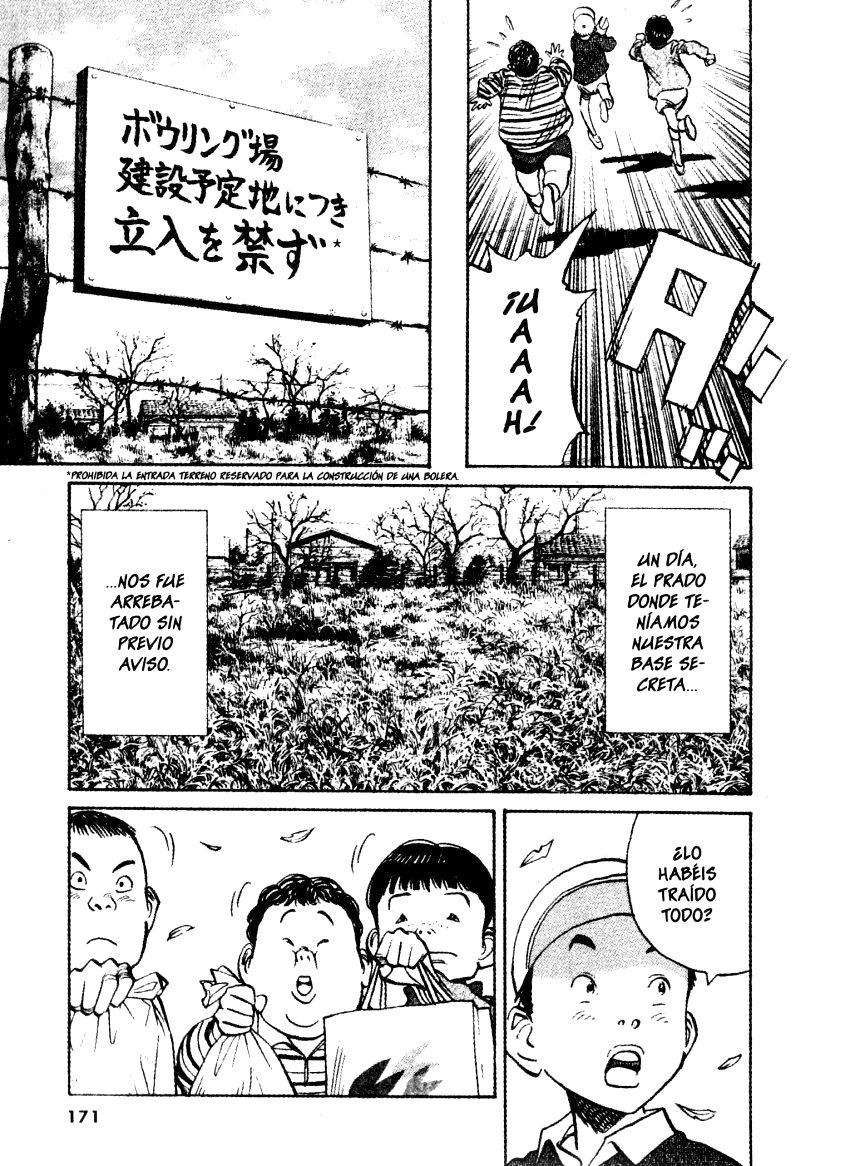 ¡U
A
A
A
H!
ボウリング場
建設予定地につき
立入を禁ず*
*PROHIBIDA LA ENTRADA TERRENO RESERVADO PARA LA CONSTRUCCIÓN DE UNA BOLERA.
UN DÍA,
EL PRADO
DONDE TE-
NÍAMOS
NUESTRA
BASE SE-
CRETA...
...NOS FUE
ARREBA-
TADO SIN
PREVIO
AVISO.
¿LO
HABÉIS
TRAÍDO
TODO?
171